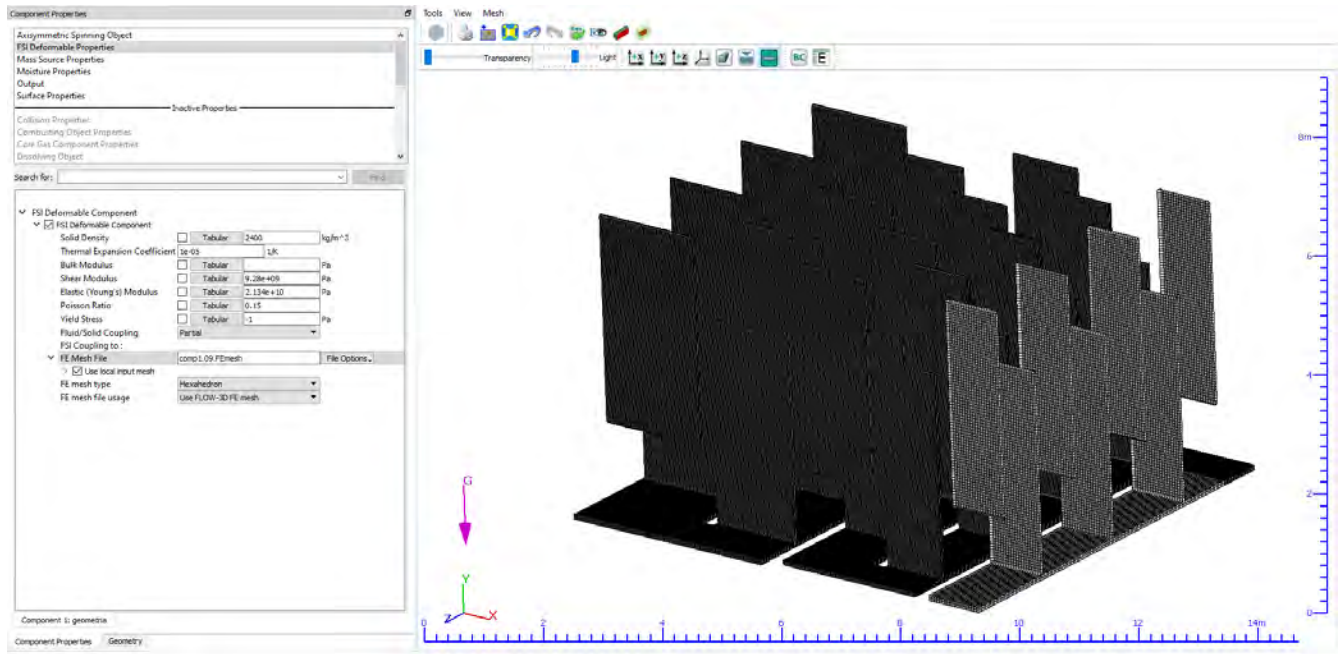 Component Properties
Axisymmetric Spinning Object
FSI Deformable Properties
Mass Source Properties
Moisture Properties
Output
Surface Properties
Inactive Properties
Collision Properties
Combusting Object Properties
Core Gas Component Properties
Dissolving Object
Search for:
Find
FSI Deformable Component
FSI Deformable Component
Solid Density Tabular 2400 kg/m^3
Thermal Expansion Coefficient 1e-05 1/K
Bulk Modulus Tabular Pa
Shear Modulus Tabular 9.28e+09 Pa
Elastic (Young's) Modulus Tabular 2.134e+10 Pa
Poisson Ratio Tabular 0.15
Yield Stress Tabular -1 Pa
Fluid/Solid Coupling Partial
FSI Coupling to :
FE Mesh File comp1.09.FEmesh File Options
Use local input mesh
FE mesh type Hexahedron
FE mesh file usage Use FLOW-3D FE mesh
Component 1: geometria
Component Properties Geometry
Tools View Mesh
Transparency Light +X +Y +Z BC E
G
Y
Z X
8m
6
4
2
0
0 2 4 6 8 10 12 14m